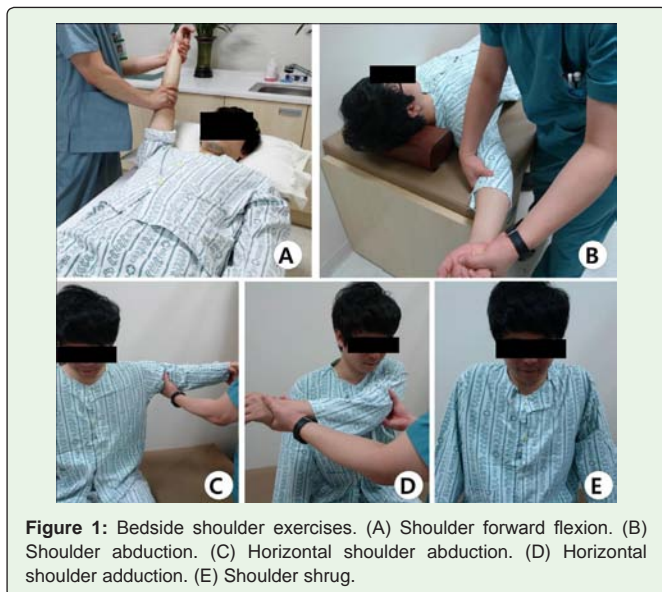 A
B
C
D
E
Figure 1: Bedside shoulder exercises. (A) Shoulder forward flexion. (B)
Shoulder abduction. (C) Horizontal shoulder abduction. (D) Horizontal
shoulder adduction. (E) Shoulder shrug.